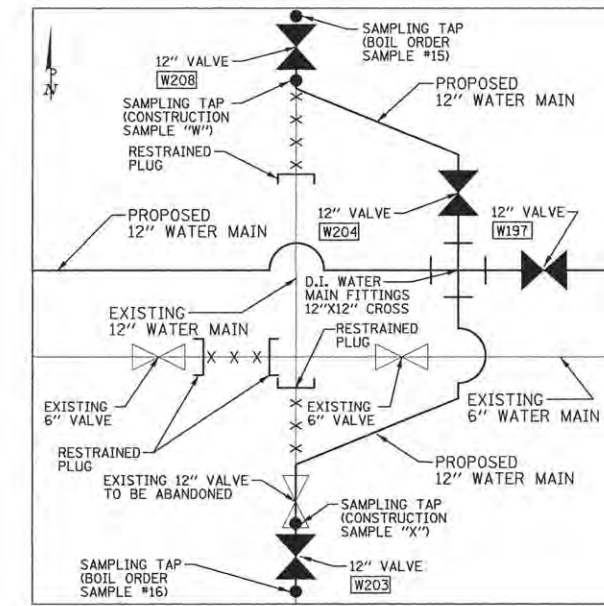 SAMPLING TAP
(BOIL ORDER
SAMPLE #15)
12" VALVE
W208
PROPOSED
12" WATER MAIN
N
SAMPLING TAP
(CONSTRUCTION
SAMPLE "W")
RESTRAINED
PLUG
PROPOSED
12" WATER MAIN
12" VALVE
W204
12" VALVE
W197
D.I. WATER
MAIN FITTINGS
12"X12" CROSS
EXISTING
12" WATER MAIN
RESTRAINED
PLUG
EXISTING
6" VALVE
EXISTING
6" VALVE
EXISTING
6" WATER MAIN
RESTRAINED
PLUG
PROPOSED
12" WATER MAIN
EXISTING 12" VALVE
TO BE ABANDONED
SAMPLING TAP
(CONSTRUCTION
SAMPLE "X")
SAMPLING TAP
(BOIL ORDER
SAMPLE #16)
12" VALVE
W203